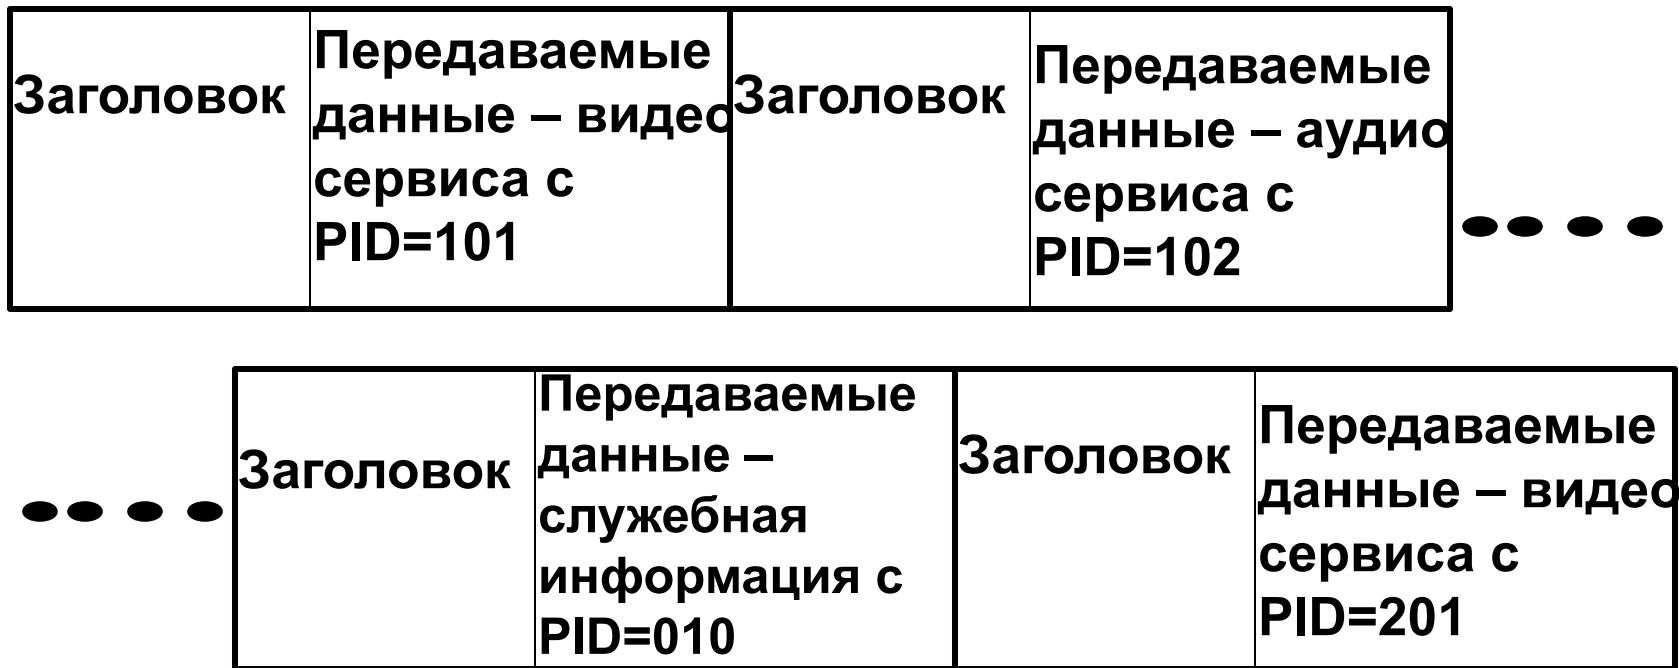 Заголовок
Передаваемые
данные – видео
сервиса с
PID=101
Заголовок
Передаваемые
данные – аудио
сервиса с
PID=102
Заголовок
Передаваемые
данные –
служебная
информация с
PID=010
Заголовок
Передаваемые
данные – видео
сервиса с
PID=201